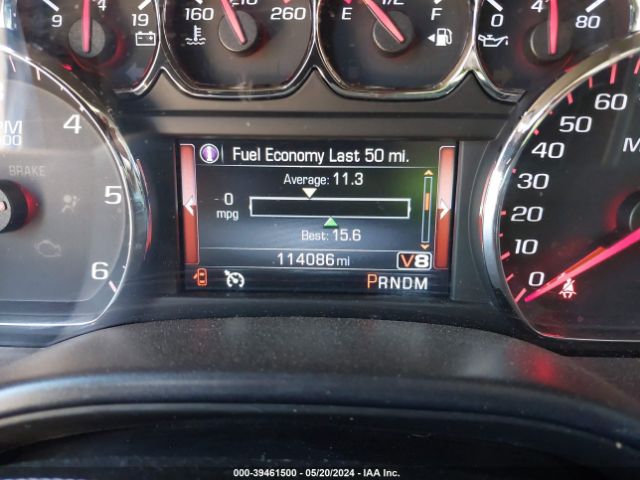 9 19
160 210 260
E 1/2 F
0 4 80
4
5
6
BRAKE
0 10 20 30 40 50 60
Fuel Economy Last 50 mi.
Average: 11.3
0
mpg
Best: 15.6
114086 mi
V8
PRNDM
000-39461500 - 05/20/2024 - IAA Inc.